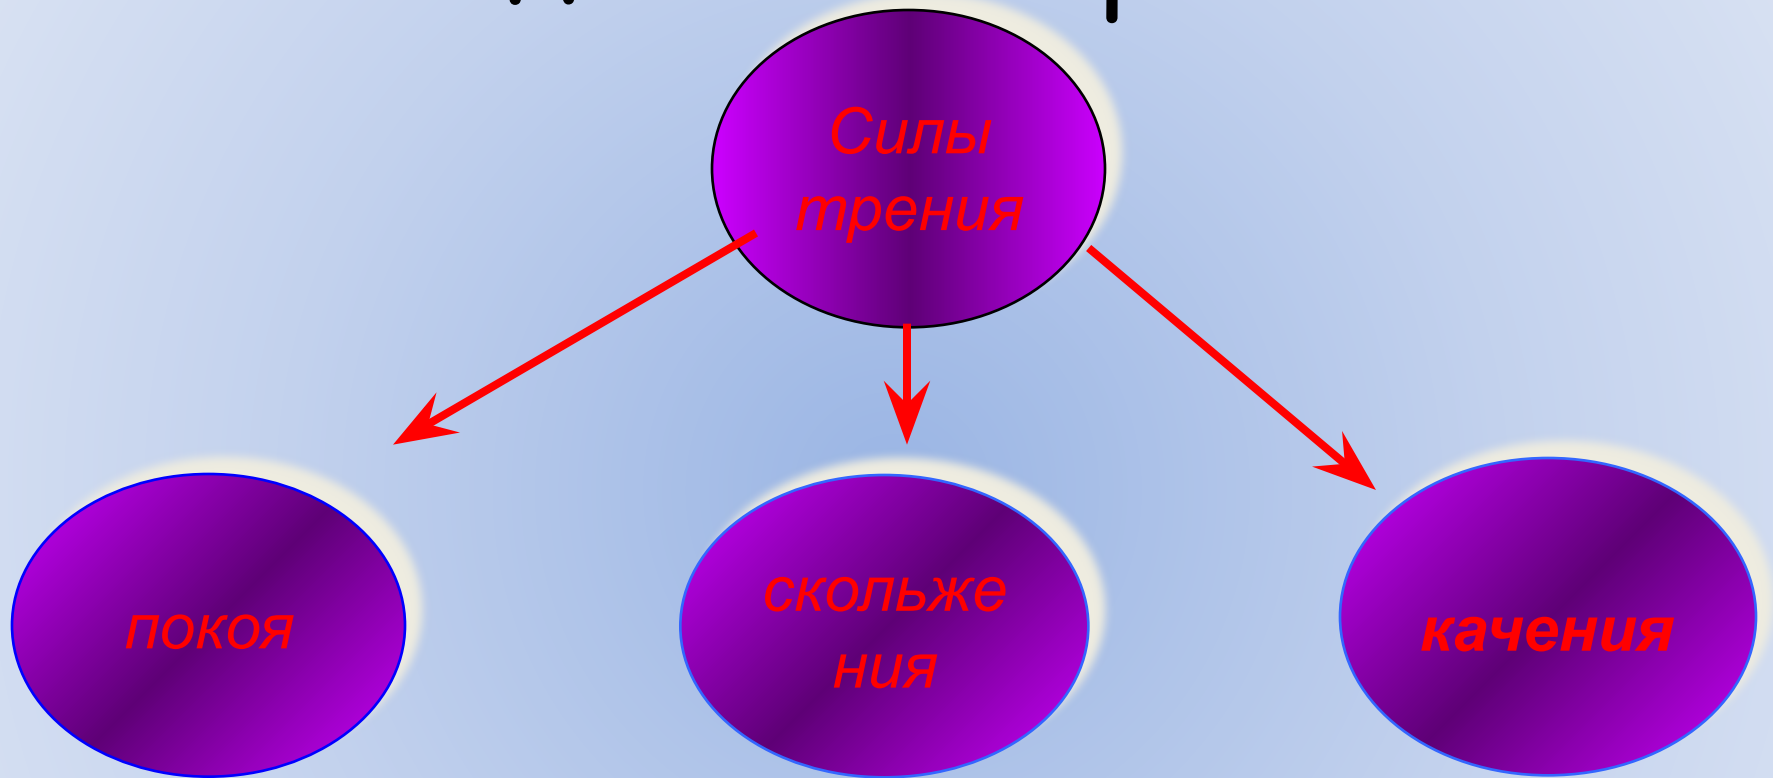 Силы
трения
покоя
скольже
ния
качения